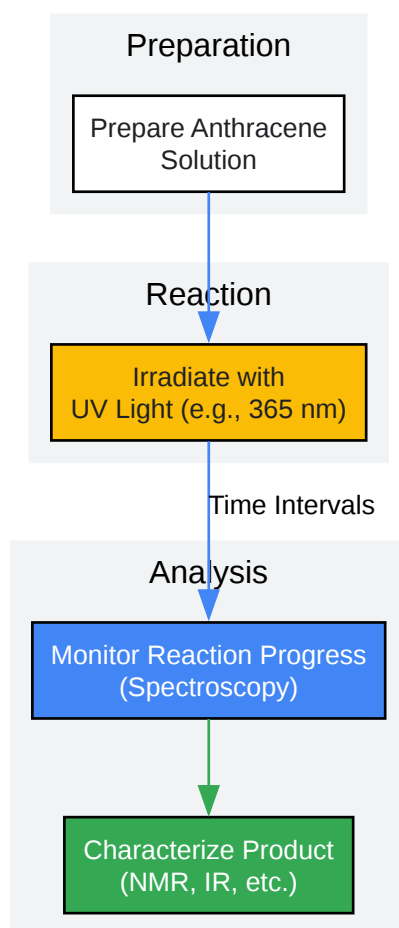 Preparation
Prepare Anthracene
Solution
Reaction
Irradiate with
UV Light (e.g., 365 nm)
Time Intervals
Analysis
Monitor Reaction Progress
(Spectroscopy)
Characterize Product
(NMR, IR, etc.)